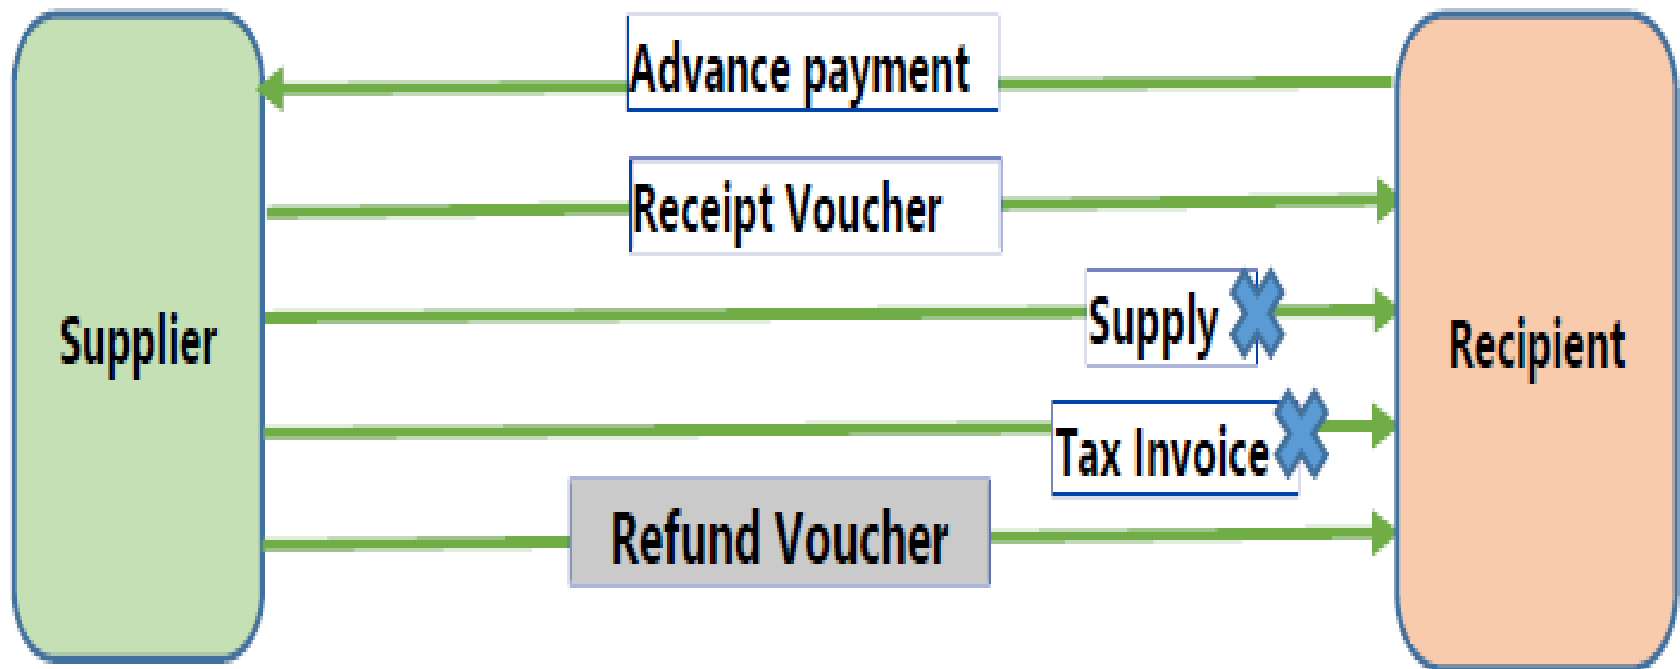 Advance payment
Receipt Voucher
Supply
Supplier
Recipient
Tax Invoice
Refund Voucher